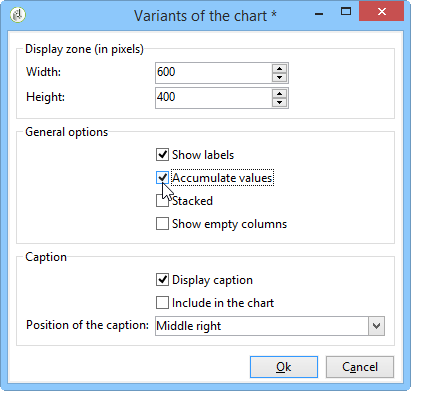 Variants of the chart *
Display zone (in pixels)
Width: 600
Height: 400
General options
Show labels
Accumulate values
Stacked
Show empty columns
Caption
Display caption
Include in the chart
Position of the caption: Middle right
Ok Cancel